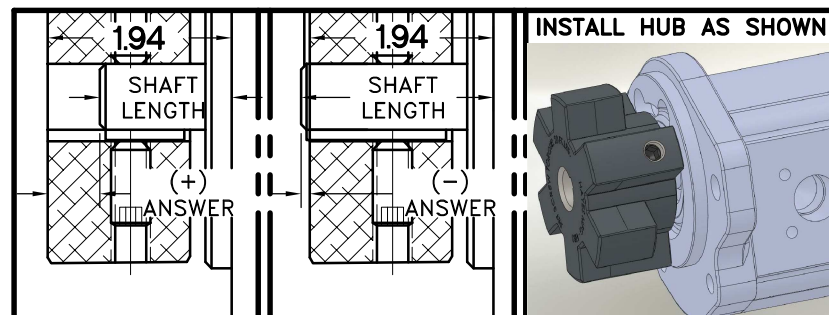 1.94
SHAFT
LENGTH
(+)
ANSWER
1.94
SHAFT
LENGTH
(-)
ANSWER
INSTALL HUB AS SHOWN